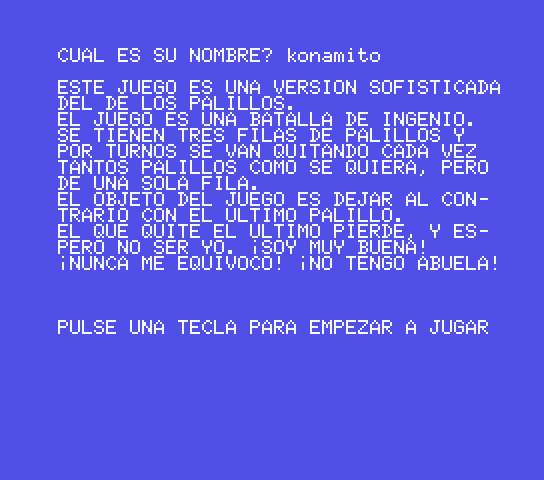 CUAL ES SU NOMBRE? konamito
ESTE JUEGO ES UNA VERSION SOFISTICADA
DEL DE LOS PALILLOS.
EL JUEGO ES UNA BATALLA DE INGENIO.
SE TIENEN TRES FILAS DE PALILLOS Y
POR TURNOS SE VAN QUITANDO CADA VEZ
TANTOS PALILLOS COMO SE QUIERA, PERO
DE UNA SOLA FILA.
EL OBJETO DEL JUEGO ES DEJAR AL CON-
TRARIO CON EL ULTIMO PALILLO.
EL QUE QUITE EL ULTIMO PIERDE, Y ES-
PERO NO SER YO. ¡SOY MUY BUENA!
¡NUNCA ME EQUIVOCO! ¡NO TENGO ABUELA!
PULSE UNA TECLA PARA EMPEZAR A JUGAR